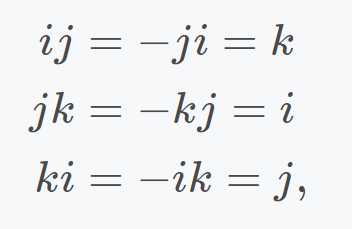 ij = −ji = k
jk = −kj = i
ki = −ik = j,